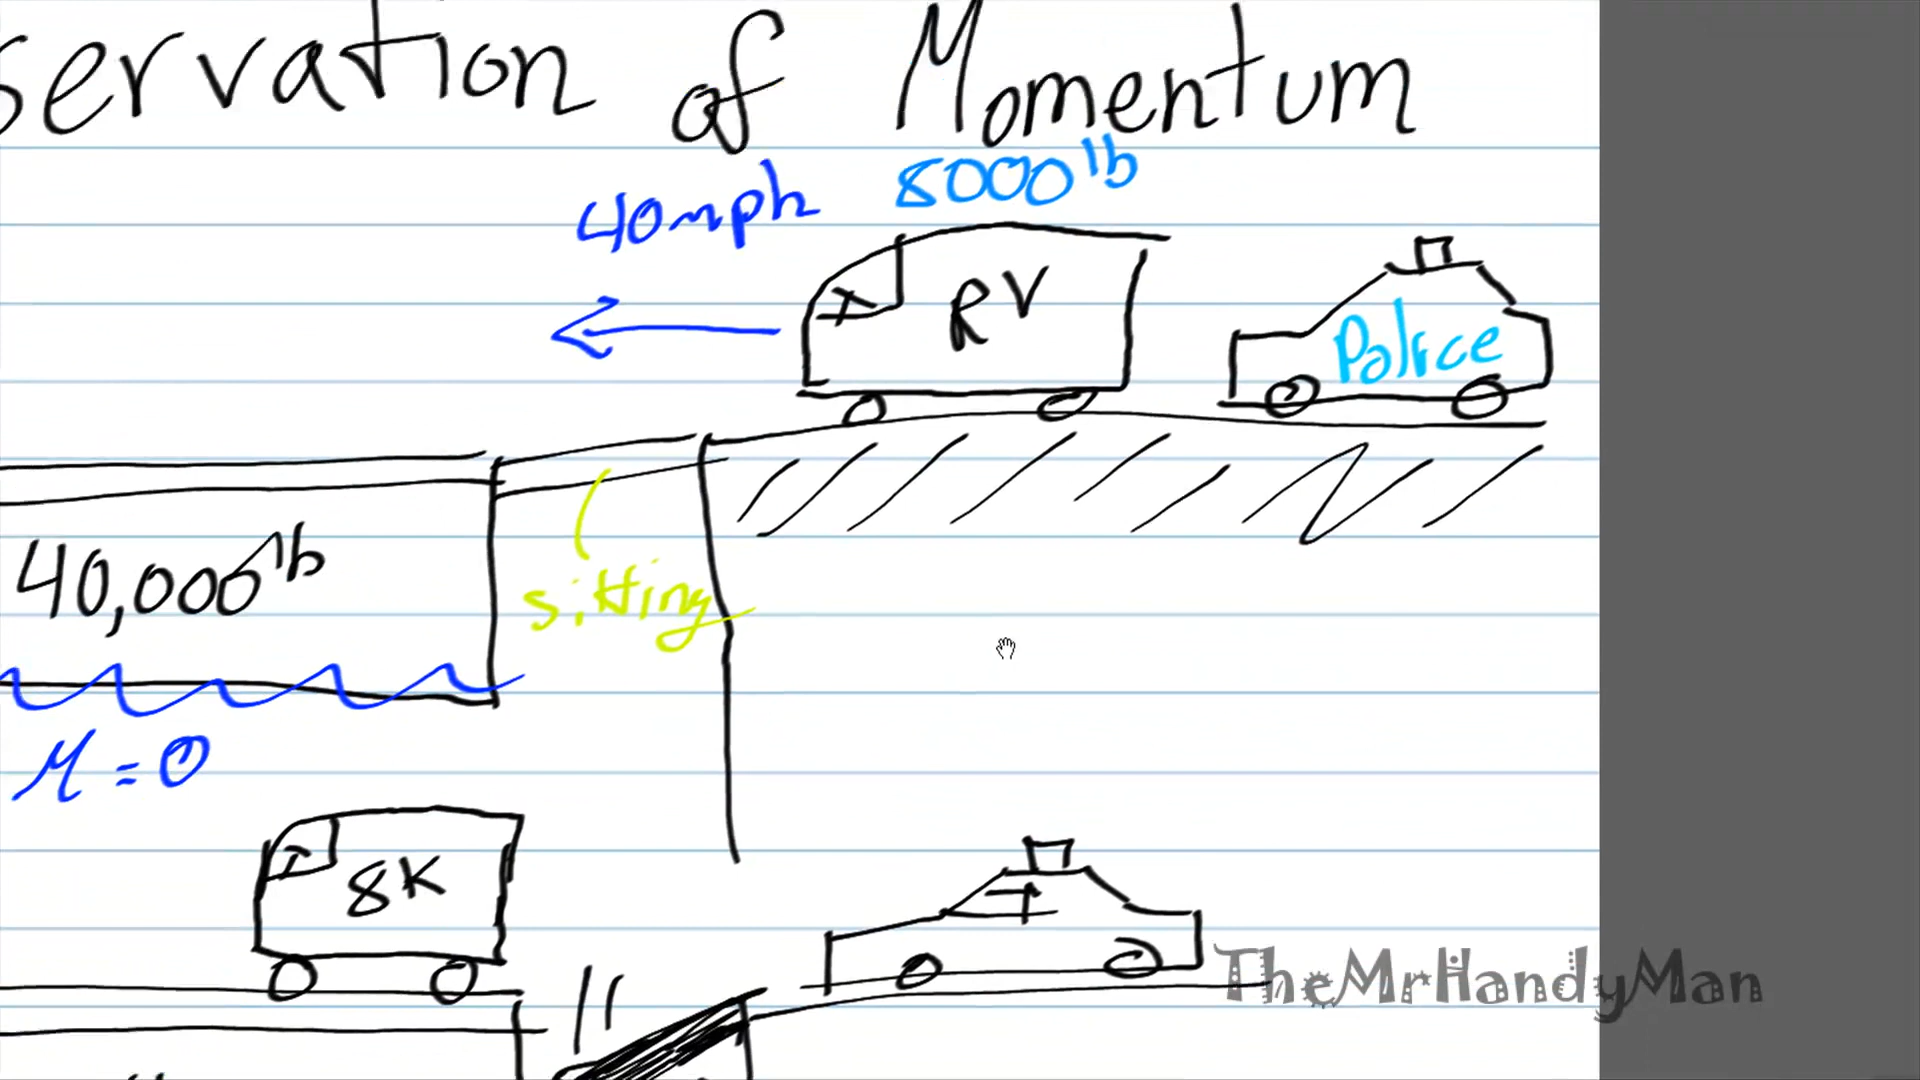 servation of Momentum
40mph 8000lb
RV
Police
40,000lb
sitting
M=0
8K
TheMrHandyMan